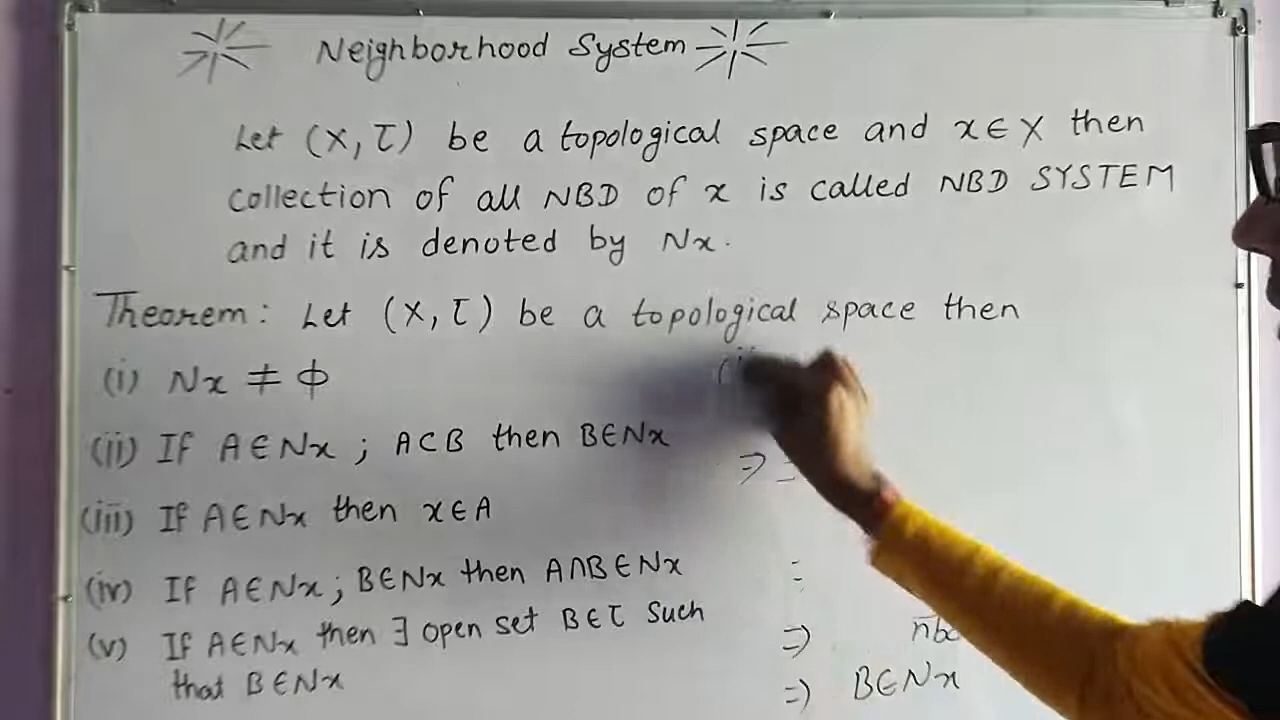 Neighborhood System
Let (X, τ) be a topological space and x ∈ X then
collection of all NBD of x is called NBD SYSTEM
and it is denoted by Nx.
Theorem: Let (X, τ) be a topological space then
(i) Nx ≠ ϕ
(ii) If A ∈ Nx ; A ⊂ B then B ∈ Nx
⇒
(iii) If A ∈ Nx then x ∈ A
(iv) If A ∈ Nx ; B ∈ Nx then A ∩ B ∈ Nx
(v) If A ∈ Nx then ∃ open set B ∈ τ such
that B ∈ Nx
⇒
⇒ B ∈ Nx